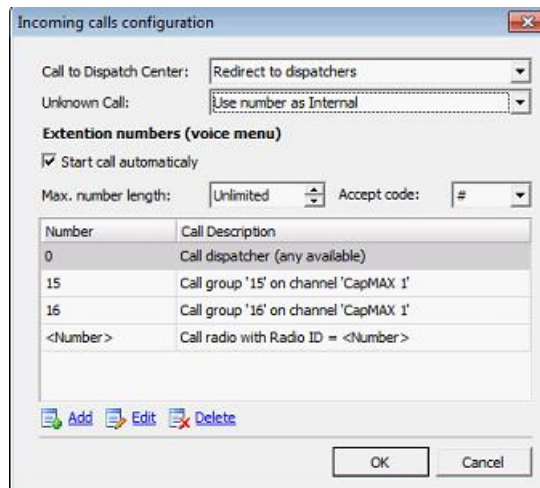 Incoming calls configuration
Call to Dispatch Center: Redirect to dispatchers
Unknown Call: Use number as Internal
Extention numbers (voice menu)
Start call automaticaly
Max. number length: Unlimited Accept code: #
Number Call Description
0 Call dispatcher (any available)
15 Call group '15' on channel 'CapMAX 1'
16 Call group '16' on channel 'CapMAX 1'
<Number> Call radio with Radio ID = <Number>
Add Edit Delete
OK Cancel